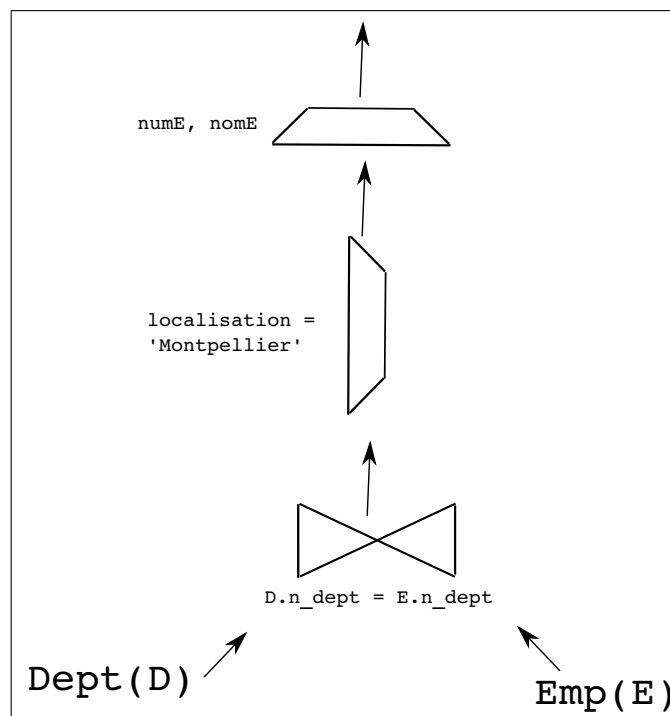 numE, nomE
localisation =
'Montpellier'
D.n_dept = E.n_dept
Dept(D)
Emp(E)